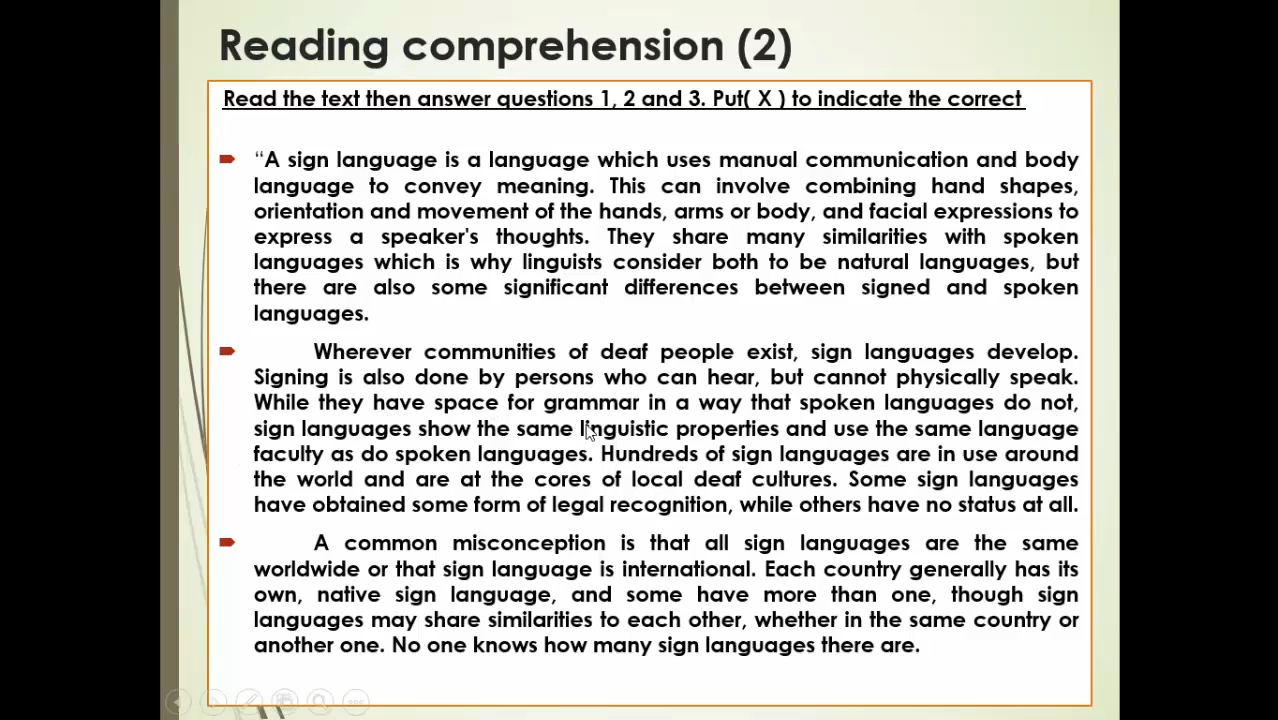 Reading comprehension (2)
Read the text then answer questions 1, 2 and 3. Put( X ) to indicate the correct
“A sign language is a language which uses manual communication and body
language to convey meaning. This can involve combining hand shapes,
orientation and movement of the hands, arms or body, and facial expressions to
express a speaker's thoughts. They share many similarities with spoken
languages which is why linguists consider both to be natural languages, but
there are also some significant differences between signed and spoken
languages.
Wherever communities of deaf people exist, sign languages develop.
Signing is also done by persons who can hear, but cannot physically speak.
While they have space for grammar in a way that spoken languages do not,
sign languages show the same linguistic properties and use the same language
faculty as do spoken languages. Hundreds of sign languages are in use around
the world and are at the cores of local deaf cultures. Some sign languages
have obtained some form of legal recognition, while others have no status at all.
A common misconception is that all sign languages are the same
worldwide or that sign language is international. Each country generally has its
own, native sign language, and some have more than one, though sign
languages may share similarities to each other, whether in the same country or
another one. No one knows how many sign languages there are.